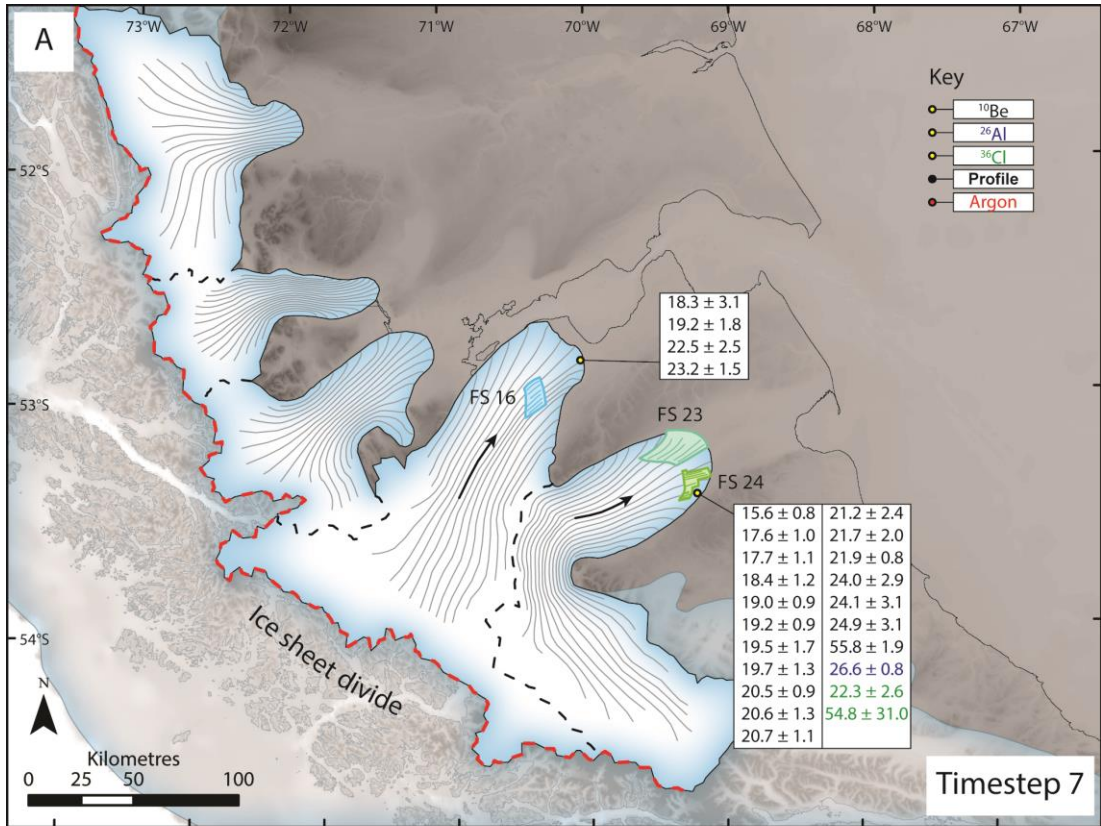 A
73°W 72°W 71°W 70°W 69°W 68°W 67°W
52°S
53°S
54°S
Key
¹⁰Be
²⁶Al
³⁶Cl
Profile
Argon
18.3 ± 3.1
19.2 ± 1.8
22.5 ± 2.5
23.2 ± 1.5
FS 16
FS 23
FS 24
15.6 ± 0.8 21.2 ± 2.4
17.6 ± 1.0 21.7 ± 2.0
17.7 ± 1.1 21.9 ± 0.8
18.4 ± 1.2 24.0 ± 2.9
19.0 ± 0.9 24.1 ± 3.1
19.2 ± 0.9 24.9 ± 3.1
19.5 ± 1.7 55.8 ± 1.9
19.7 ± 1.3 26.6 ± 0.8
20.5 ± 0.9 22.3 ± 2.6
20.6 ± 1.3 54.8 ± 31.0
20.7 ± 1.1
Ice sheet divide
N
Kilometres
0 25 50 100
Timestep 7